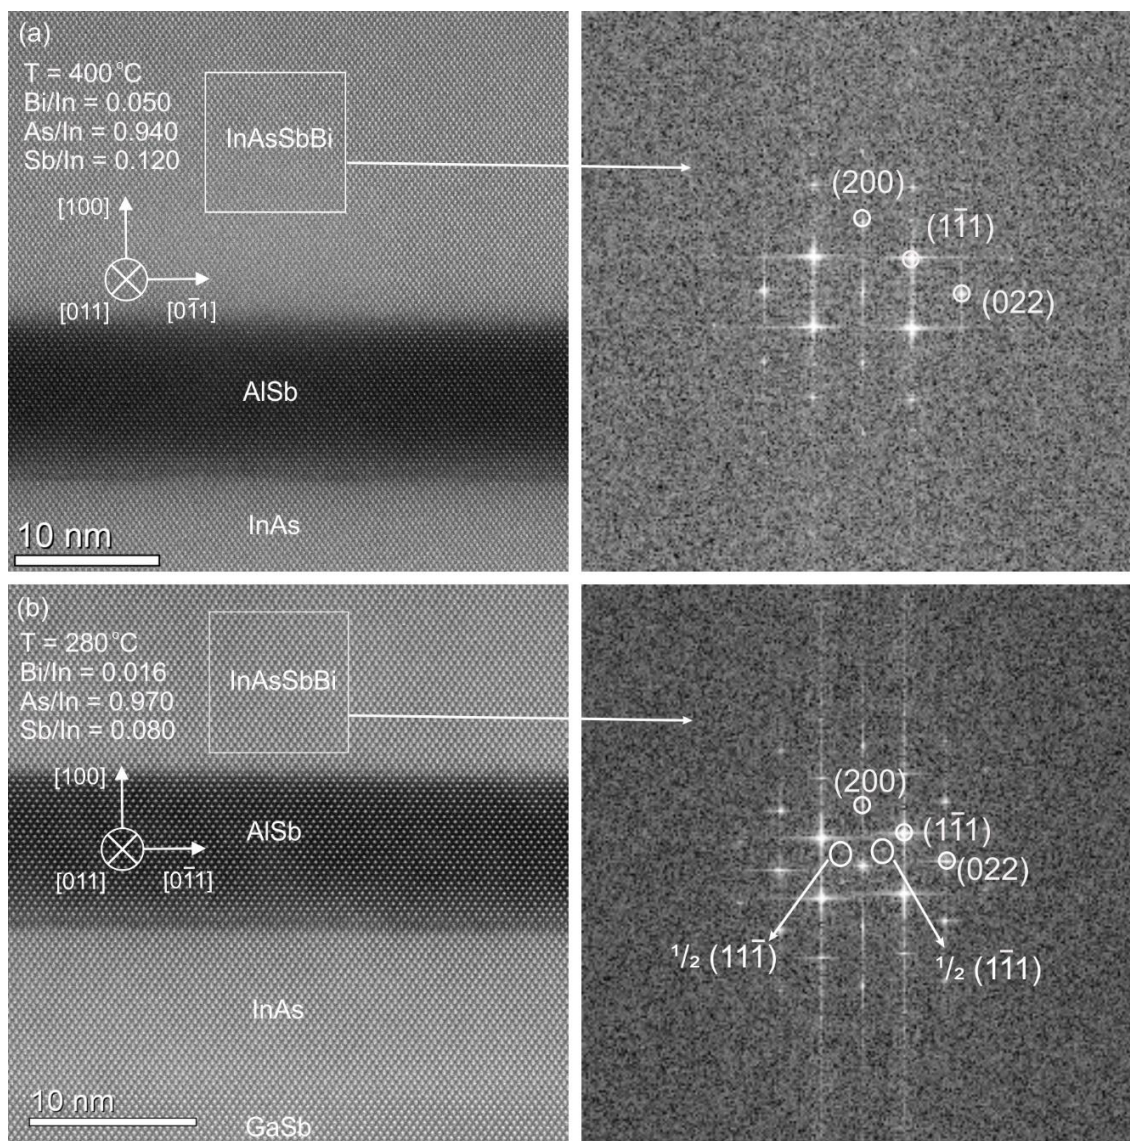 (a)
T = 400°C
Bi/In = 0.050
As/In = 0.940
Sb/In = 0.120
InAsSbBi
[100]
[011]
[01̄1]
AlSb
InAs
10 nm
(200)
(11̄1)
(022)
(b)
T = 280°C
Bi/In = 0.016
As/In = 0.970
Sb/In = 0.080
InAsSbBi
[100]
[011]
[01̄1]
AlSb
InAs
10 nm
GaSb
(200)
(11̄1)
(022)
½ (111̄)
½ (11̄1)